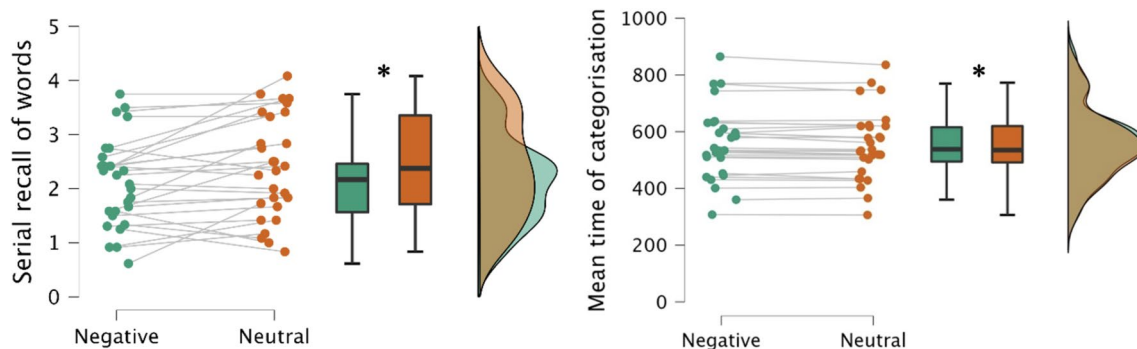 Serial recall of words
5
4
3
2
1
0
*
Negative
Neutral
Mean time of categorisation
1000
800
600
400
200
0
*
Negative
Neutral